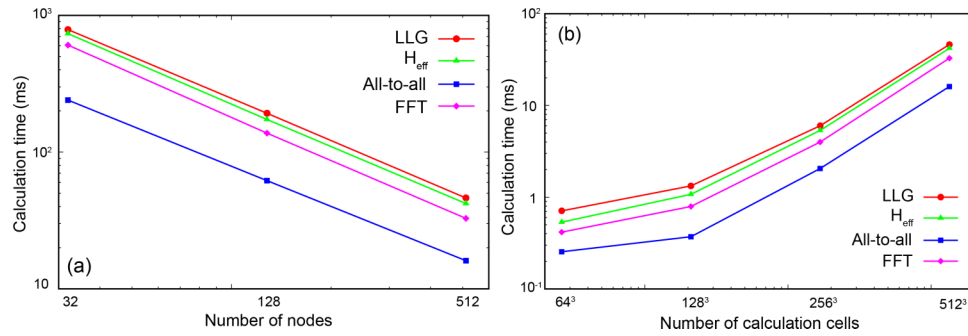 10³
10²
10
Calculation time (ms)
LLG
H_eff
All-to-all
FFT
(a)
32
128
512
Number of nodes
10²
10
1
10⁻¹
Calculation time (ms)
(b)
LLG
H_eff
All-to-all
FFT
64³
128³
256³
512³
Number of calculation cells